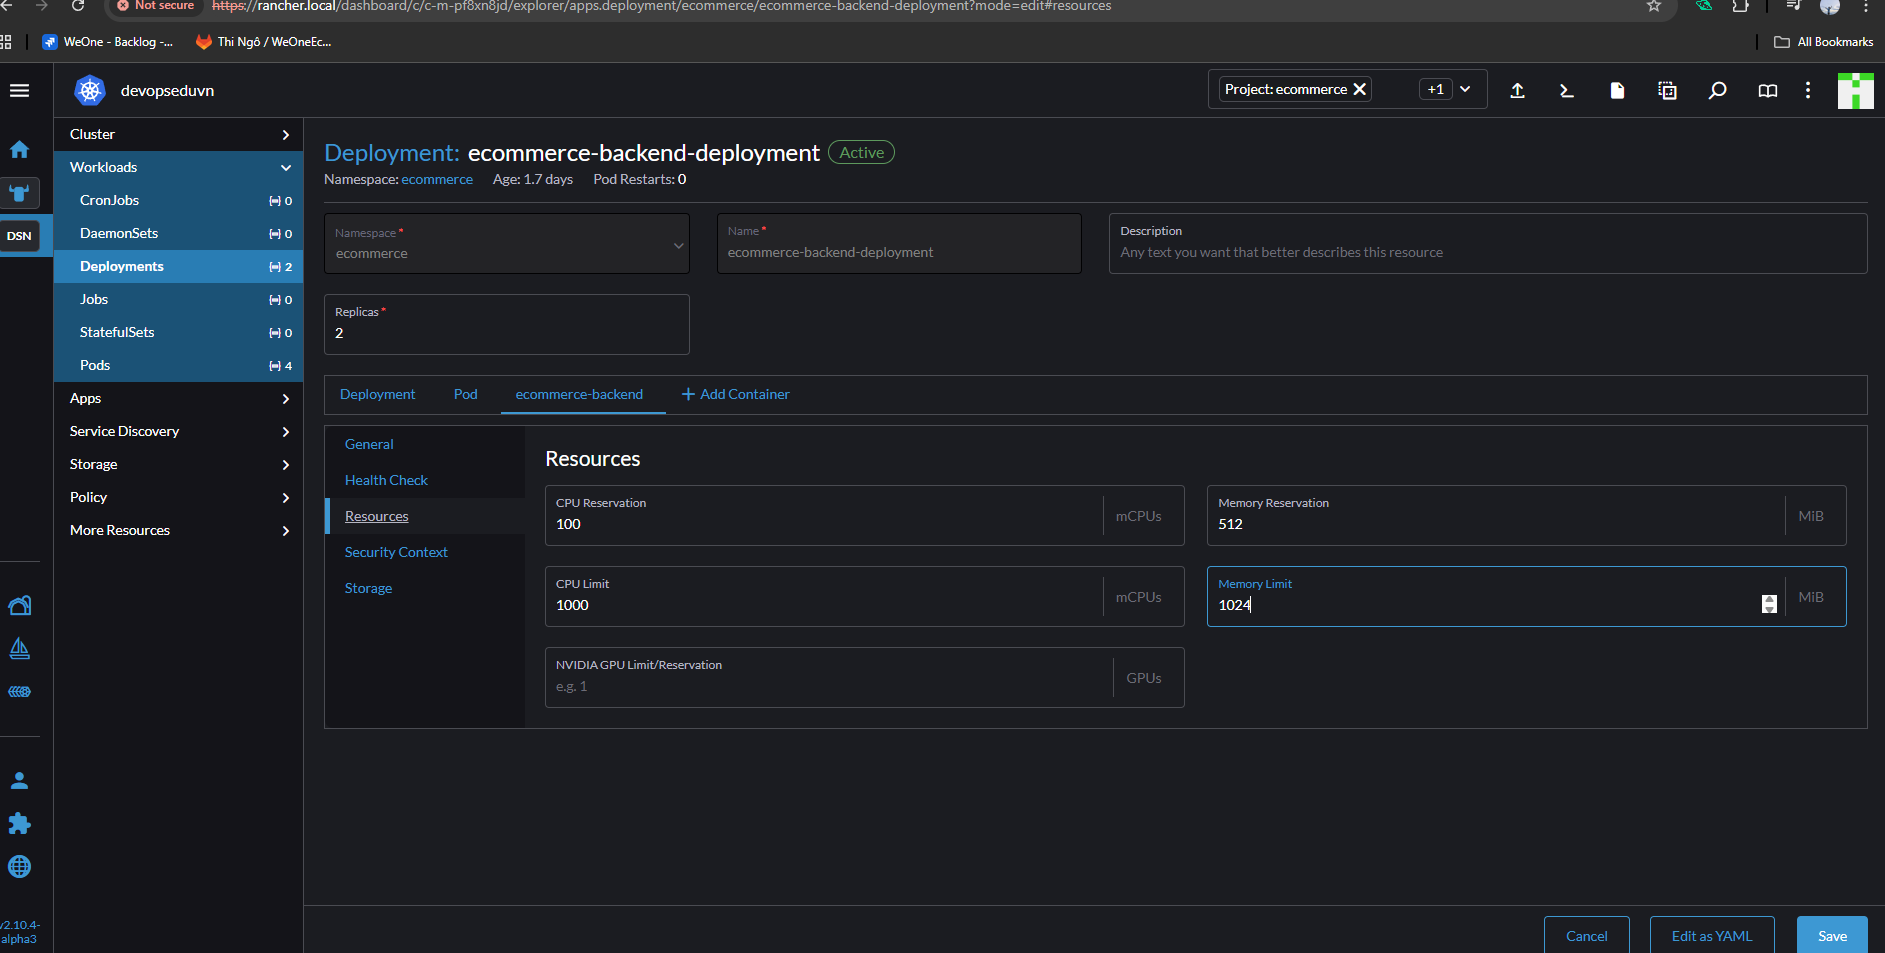 Not secure https://rancher.local/dashboard/c/c-m-pf8xn8jd/explorer/apps.deployment/ecommerce/ecommerce-backend-deployment?mode=edit#resources
WeOne - Backlog -... Thi Ngô / WeOneEc... All Bookmarks
devopseduvn Project: ecommerce +1
Cluster
Workloads
CronJobs 0
DaemonSets 0
Deployments 2
Jobs 0
StatefulSets 0
Pods 4
Apps
Service Discovery
Storage
Policy
More Resources
DSN
v2.10.4-
alpha3
Deployment: ecommerce-backend-deployment Active
Namespace: ecommerce Age: 1.7 days Pod Restarts: 0
Namespace *
ecommerce
Name *
ecommerce-backend-deployment
Description
Any text you want that better describes this resource
Replicas *
2
Deployment Pod ecommerce-backend + Add Container
General
Health Check
Resources
Security Context
Storage
Resources
CPU Reservation
100 mCPUs
Memory Reservation
512 MiB
CPU Limit
1000 mCPUs
Memory Limit
1024 MiB
NVIDIA GPU Limit/Reservation
e.g. 1 GPUs
Cancel Edit as YAML Save